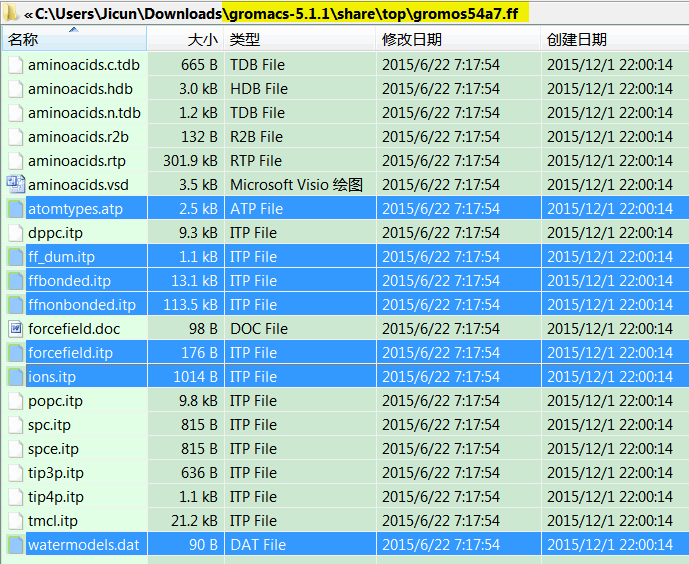 « C:\Users\Jicun\Downloads\gromacs-5.1.1\share\top\gromos54a7.ff
名称 大小 类型 修改日期 创建日期
aminoacids.c.tdb 665 B TDB File 2015/6/22 7:17:54 2015/12/1 22:00:14
aminoacids.hdb 3.0 kB HDB File 2015/6/22 7:17:54 2015/12/1 22:00:14
aminoacids.n.tdb 1.2 kB TDB File 2015/6/22 7:17:54 2015/12/1 22:00:14
aminoacids.r2b 132 B R2B File 2015/6/22 7:17:54 2015/12/1 22:00:14
aminoacids.rtp 301.9 kB RTP File 2015/6/22 7:17:54 2015/12/1 22:00:14
aminoacids.vsd 3.5 kB Microsoft Visio 绘图 2015/6/22 7:17:54 2015/12/1 22:00:14
atomtypes.atp 2.5 kB ATP File 2015/6/22 7:17:54 2015/12/1 22:00:14
dppc.itp 9.3 kB ITP File 2015/6/22 7:17:54 2015/12/1 22:00:14
ff_dum.itp 1.1 kB ITP File 2015/6/22 7:17:54 2015/12/1 22:00:14
ffbonded.itp 13.1 kB ITP File 2015/6/22 7:17:54 2015/12/1 22:00:14
ffnonbonded.itp 113.5 kB ITP File 2015/6/22 7:17:54 2015/12/1 22:00:14
forcefield.doc 98 B DOC File 2015/6/22 7:17:54 2015/12/1 22:00:14
forcefield.itp 176 B ITP File 2015/6/22 7:17:54 2015/12/1 22:00:14
ions.itp 1014 B ITP File 2015/6/22 7:17:54 2015/12/1 22:00:14
popc.itp 9.8 kB ITP File 2015/6/22 7:17:54 2015/12/1 22:00:14
spc.itp 815 B ITP File 2015/6/22 7:17:54 2015/12/1 22:00:14
spce.itp 815 B ITP File 2015/6/22 7:17:54 2015/12/1 22:00:14
tip3p.itp 636 B ITP File 2015/6/22 7:17:54 2015/12/1 22:00:14
tip4p.itp 1.1 kB ITP File 2015/6/22 7:17:54 2015/12/1 22:00:14
tmcl.itp 21.2 kB ITP File 2015/6/22 7:17:54 2015/12/1 22:00:14
watermodels.dat 90 B DAT File 2015/6/22 7:17:54 2015/12/1 22:00:14